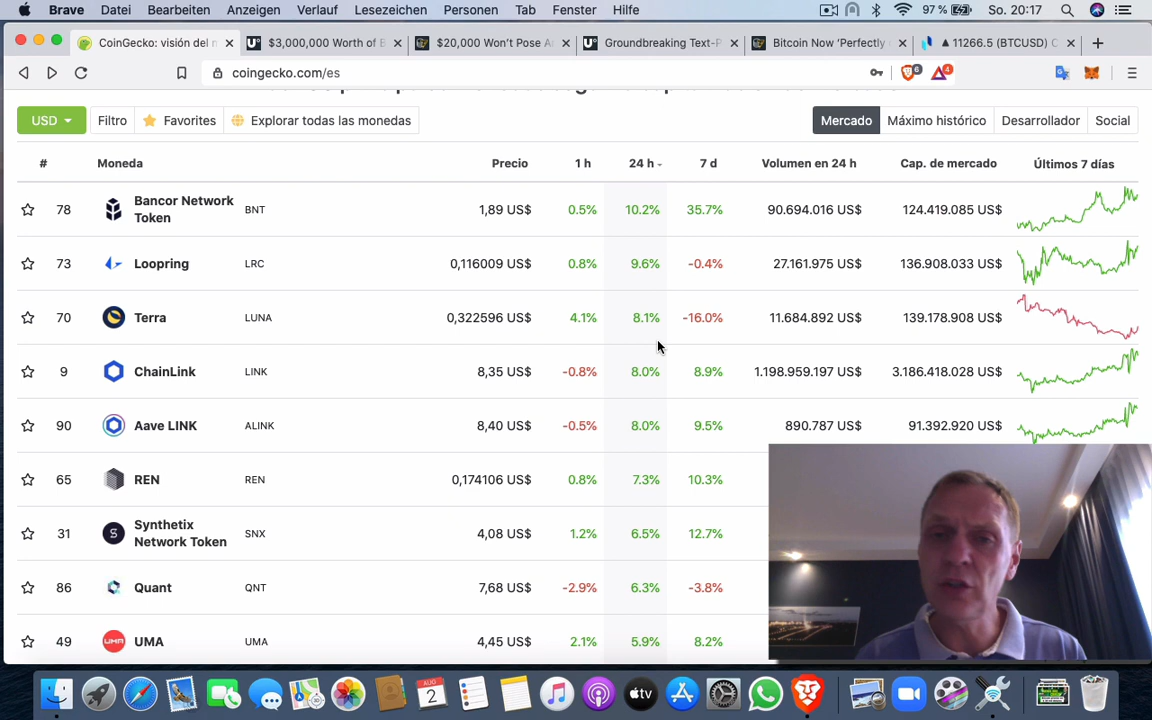 Brave Datei Bearbeiten Anzeigen Verlauf Lesezeichen Personen Tab Fenster Hilfe 97 % So. 20:17
CoinGecko: visión del n $3,000,000 Worth of B $20,000 Won't Pose A Groundbreaking Text-P Bitcoin Now 'Perfectly ▲ 11266.5 (BTCUSD) C
coingecko.com/es 6 4
USD Filtro Favorites Explorar todas las monedas Mercado Máximo histórico Desarrollador Social
# Moneda Precio 1 h 24 h 7 d Volumen en 24 h Cap. de mercado Últimos 7 días
78 Bancor Network Token BNT 1,89 US$ 0.5% 10.2% 35.7% 90.694.016 US$ 124.419.085 US$
73 Loopring LRC 0,116009 US$ 0.8% 9.6% -0.4% 27.161.975 US$ 136.908.033 US$
70 Terra LUNA 0,322596 US$ 4.1% 8.1% -16.0% 11.684.892 US$ 139.178.908 US$
9 ChainLink LINK 8,35 US$ -0.8% 8.0% 8.9% 1.198.959.197 US$ 3.186.418.028 US$
90 Aave LINK ALINK 8,40 US$ -0.5% 8.0% 9.5% 890.787 US$ 91.392.920 US$
65 REN REN 0,174106 US$ 0.8% 7.3% 10.3%
31 Synthetix Network Token SNX 4,08 US$ 1.2% 6.5% 12.7%
86 Quant QNT 7,68 US$ -2.9% 6.3% -3.8%
49 UMA UMA UMA 4,45 US$ 2.1% 5.9% 8.2%
AUG 2 tv